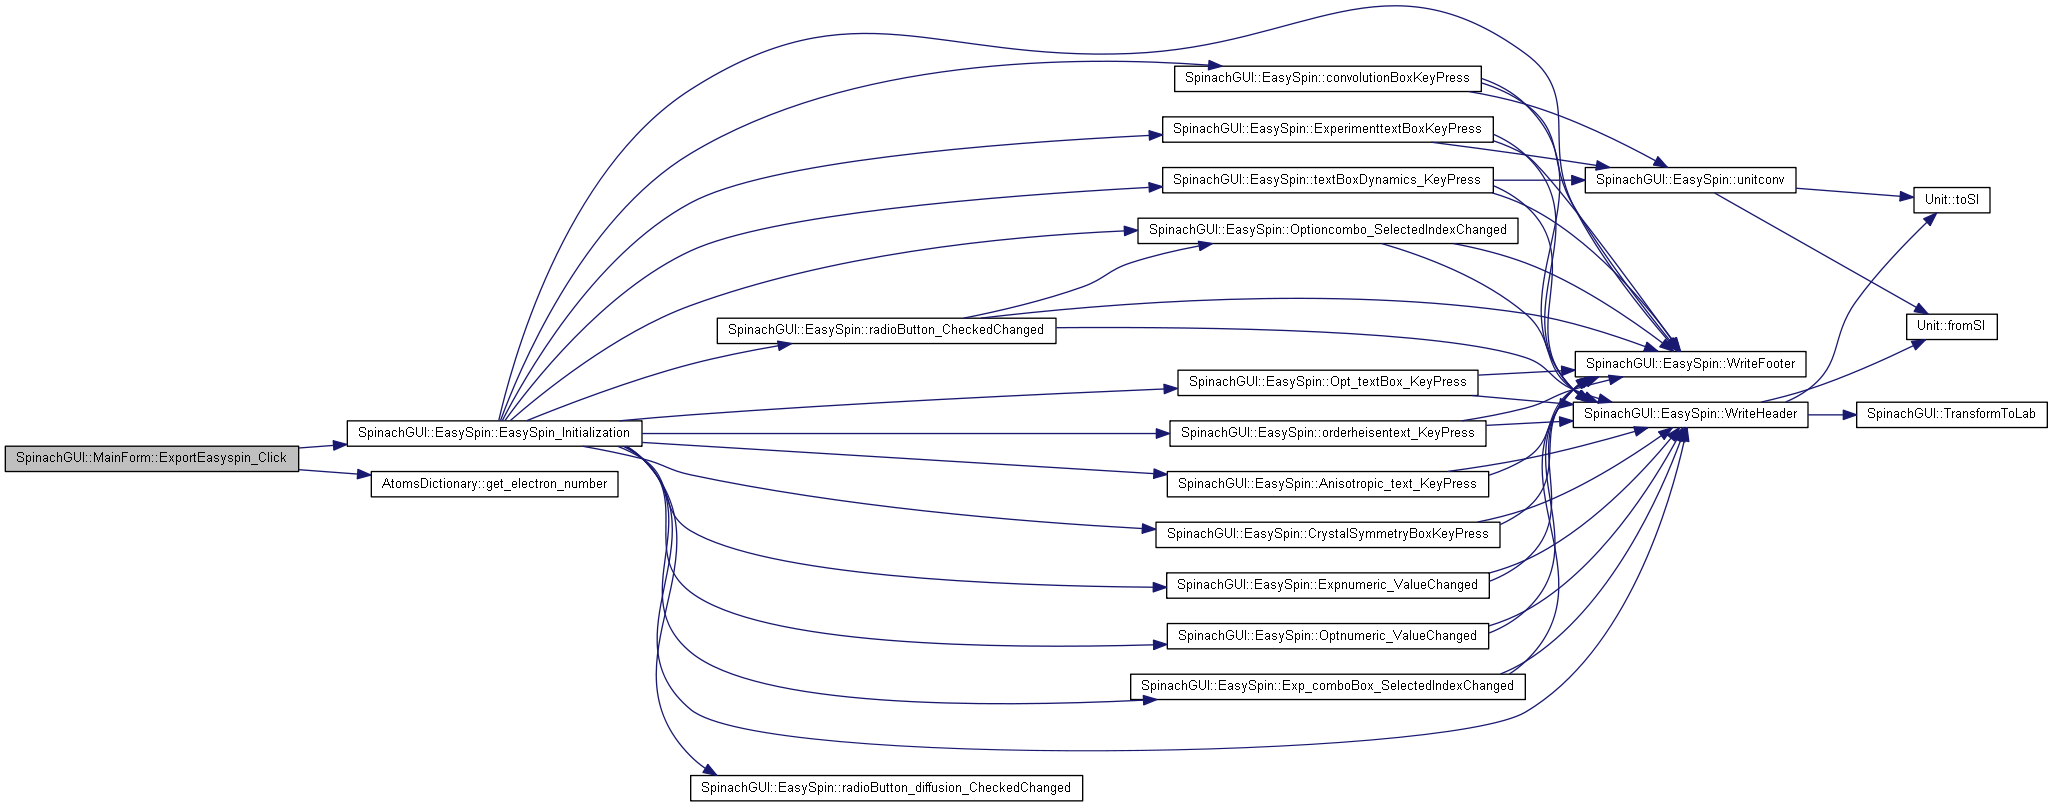 SpinachGUI::MainForm::ExportEasyspin_Click
SpinachGUI::EasySpin::EasySpin_Initialization
AtomsDictionary::get_electron_number
SpinachGUI::EasySpin::radioButton_CheckedChanged
SpinachGUI::EasySpin::radioButton_diffusion_CheckedChanged
SpinachGUI::EasySpin::convolutionBoxKeyPress
SpinachGUI::EasySpin::ExperimenttextBoxKeyPress
SpinachGUI::EasySpin::textBoxDynamics_KeyPress
SpinachGUI::EasySpin::Optioncombo_SelectedIndexChanged
SpinachGUI::EasySpin::Opt_textBox_KeyPress
SpinachGUI::EasySpin::orderheisentext_KeyPress
SpinachGUI::EasySpin::Anisotropic_text_KeyPress
SpinachGUI::EasySpin::CrystalSymmetryBoxKeyPress
SpinachGUI::EasySpin::Expnumeric_ValueChanged
SpinachGUI::EasySpin::Optnumeric_ValueChanged
SpinachGUI::EasySpin::Exp_comboBox_SelectedIndexChanged
SpinachGUI::EasySpin::unitconv
SpinachGUI::EasySpin::WriteFooter
SpinachGUI::EasySpin::WriteHeader
Unit::toSI
Unit::fromSI
SpinachGUI::TransformToLab